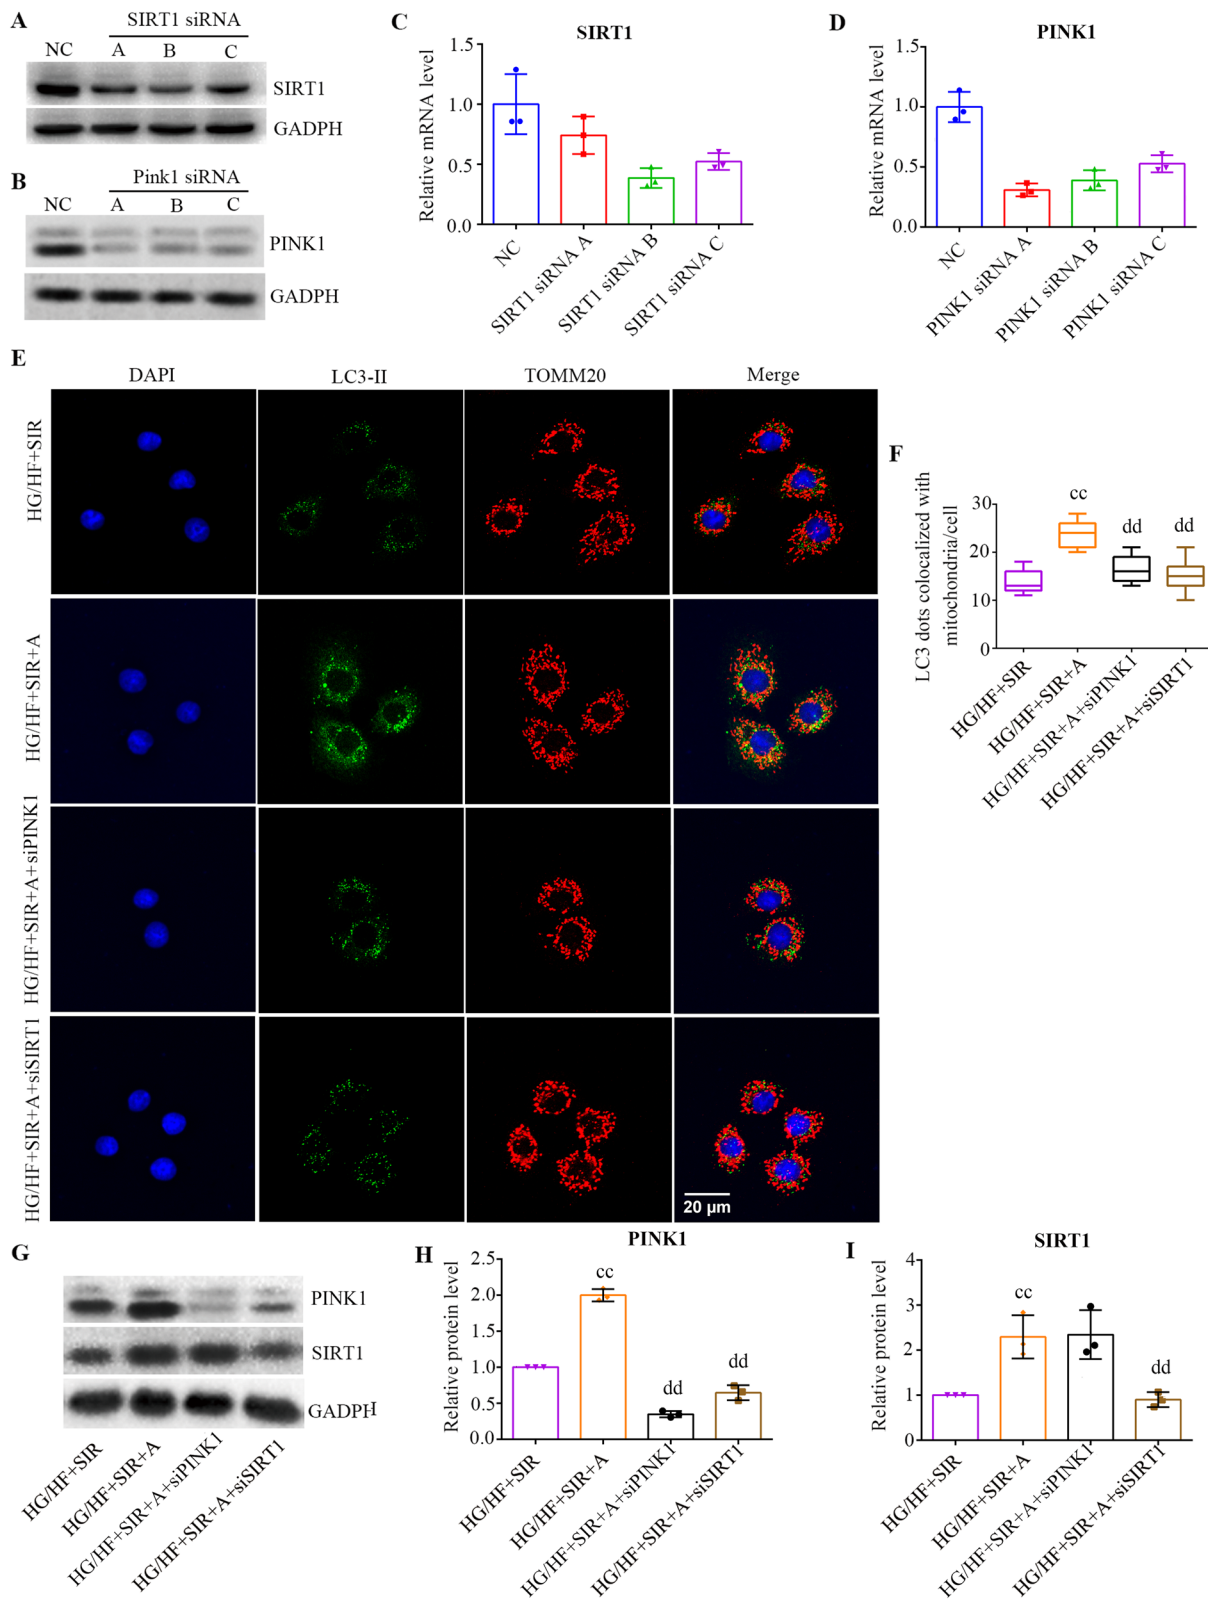 A
SIRT1 siRNA
NC A B C
SIRT1
GADPH
B
Pink1 siRNA
NC A B C
PINK1
GADPH
C
SIRT1
Relative mRNA level
1.5
1.0
0.5
0.0
NC
SIRT1 siRNA A
SIRT1 siRNA B
SIRT1 siRNA C
D
PINK1
Relative mRNA level
1.5
1.0
0.5
0.0
NC
PINK1 siRNA A
PINK1 siRNA B
PINK1 siRNA C
E
DAPI LC3-II TOMM20 Merge
HG/HF+SIR
HG/HF+SIR+A
HG/HF+SIR+A+siPINK1
HG/HF+SIR+A+siSIRT1
20 μm
F
LC3 dots colocalized with
mitochondria/cell
30
20
10
0
cc
dd
dd
HG/HF+SIR
HG/HF+SIR+A
HG/HF+SIR+A+siPINK1
HG/HF+SIR+A+siSIRT1
G
PINK1
SIRT1
GADPH
HG/HF+SIR
HG/HF+SIR+A
HG/HF+SIR+A+siPINK1
HG/HF+SIR+A+siSIRT1
H
PINK1
Relative protein level
2.5
2.0
1.5
1.0
0.5
0.0
cc
dd
dd
HG/HF+SIR
HG/HF+SIR+A
HG/HF+SIR+A+siPINK1
HG/HF+SIR+A+siSIRT1
I
SIRT1
Relative protein level
4
3
2
1
0
cc
dd
HG/HF+SIR
HG/HF+SIR+A
HG/HF+SIR+A+siPINK1
HG/HF+SIR+A+siSIRT1